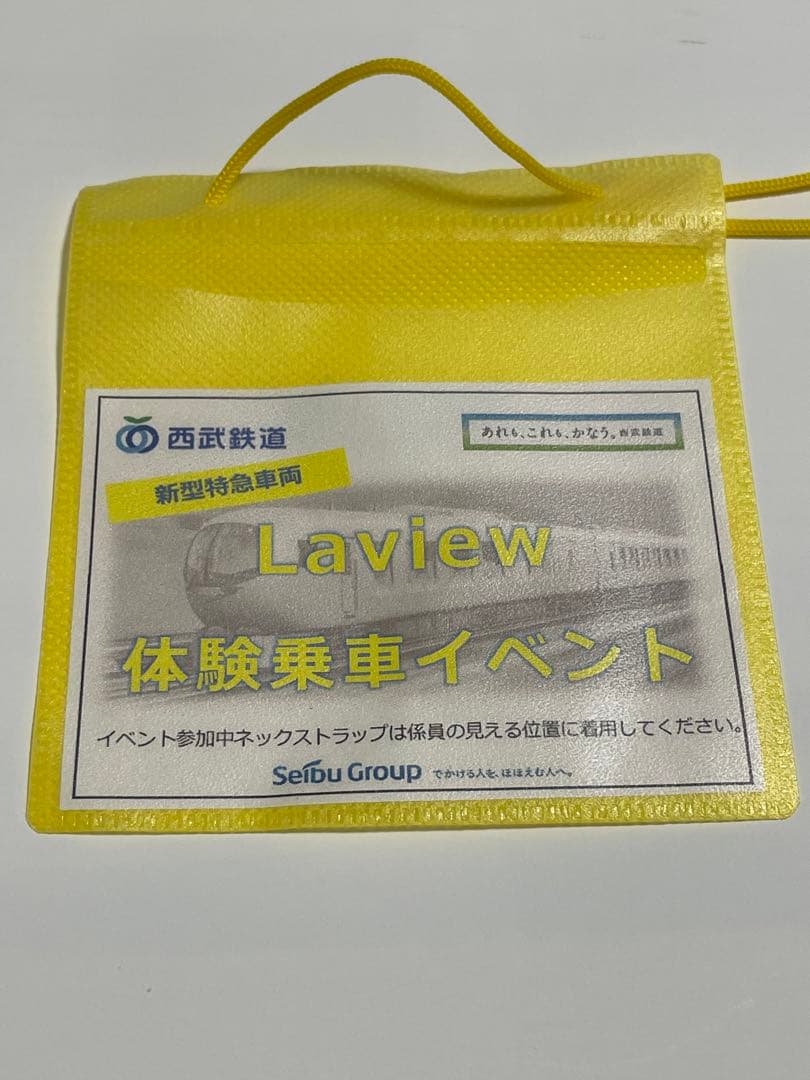 西武鉄道
あれも、これも、かなう。西武鉄道
新型特急車両
Laview
体験乗車イベント
イベント参加中ネックストラップは係員の見える位置に着用してください。
Seibu Group でかける人を、ほほえむ人へ。